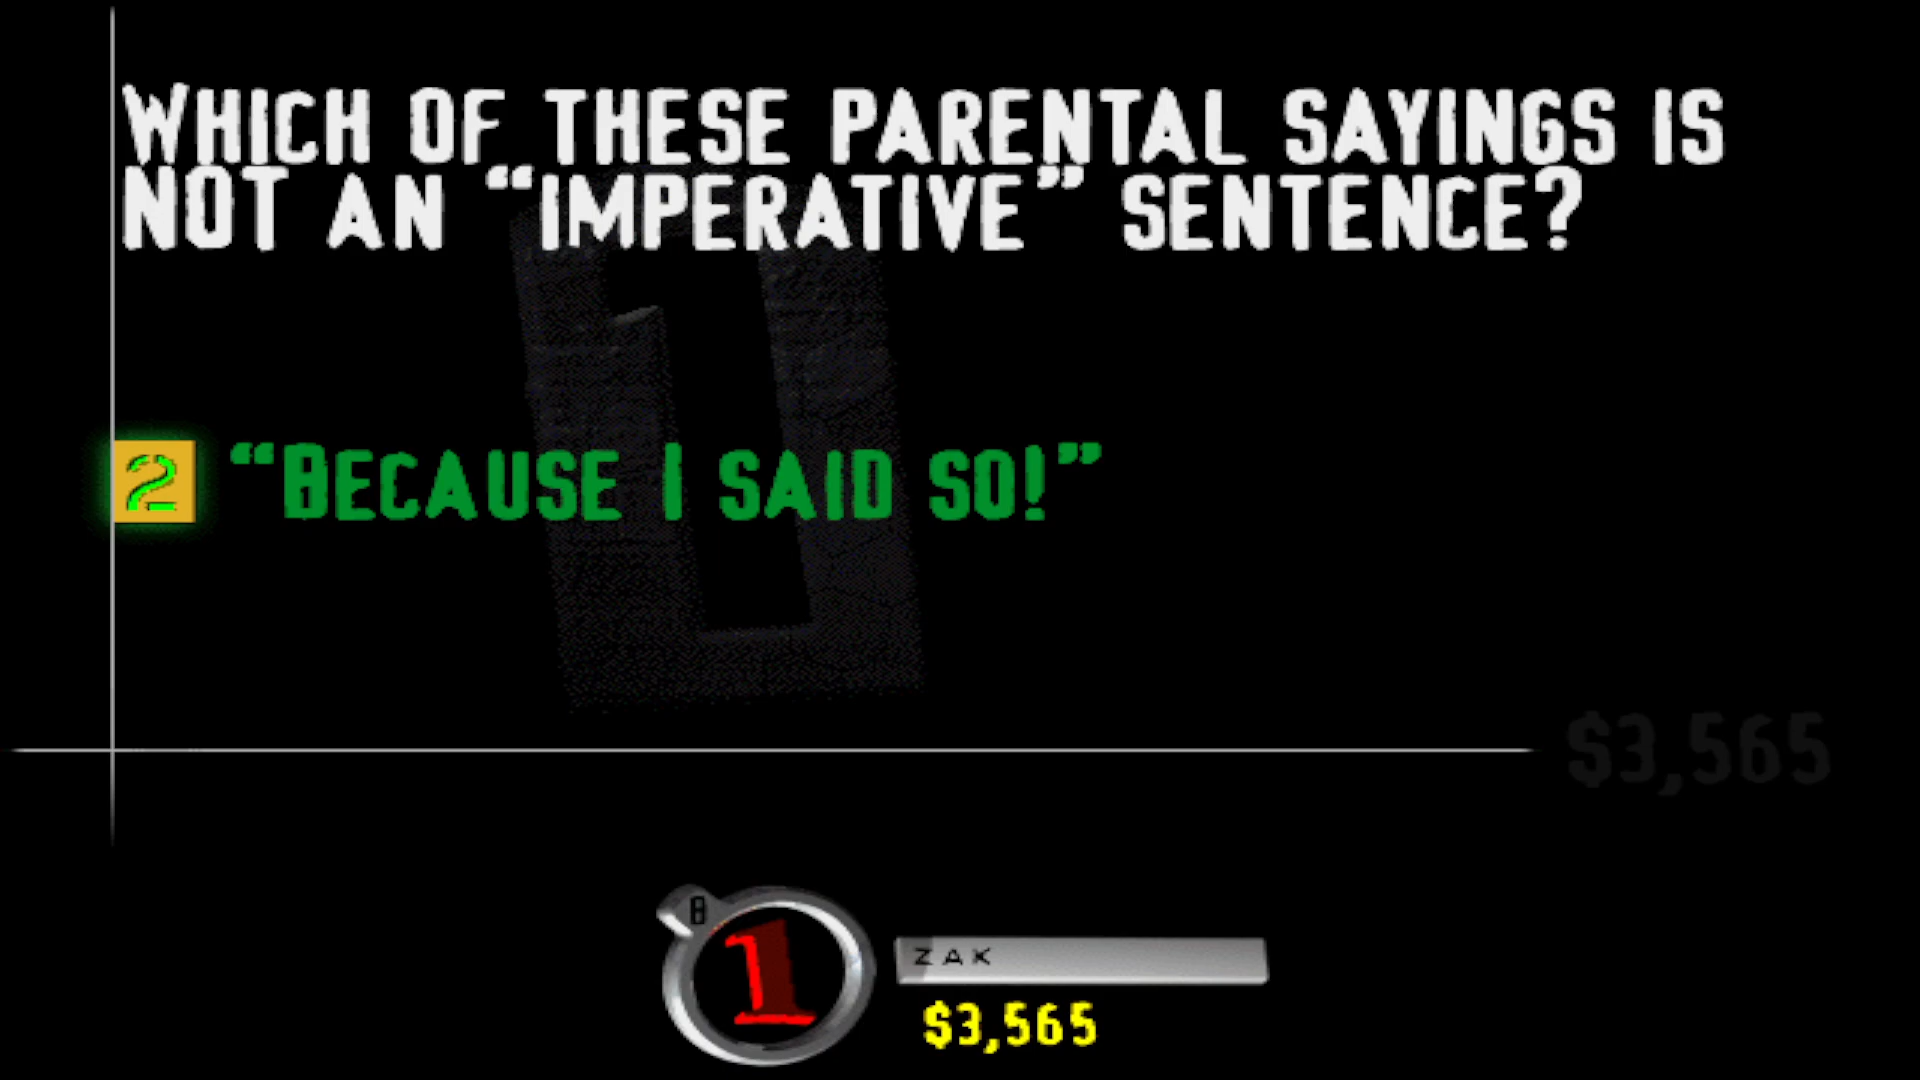 WHICH OF THESE PARENTAL SAYINGS IS
NOT AN “IMPERATIVE” SENTENCE?
2 “BECAUSE I SAID SO!”
$3,565
B
1
ZAK
$3,565